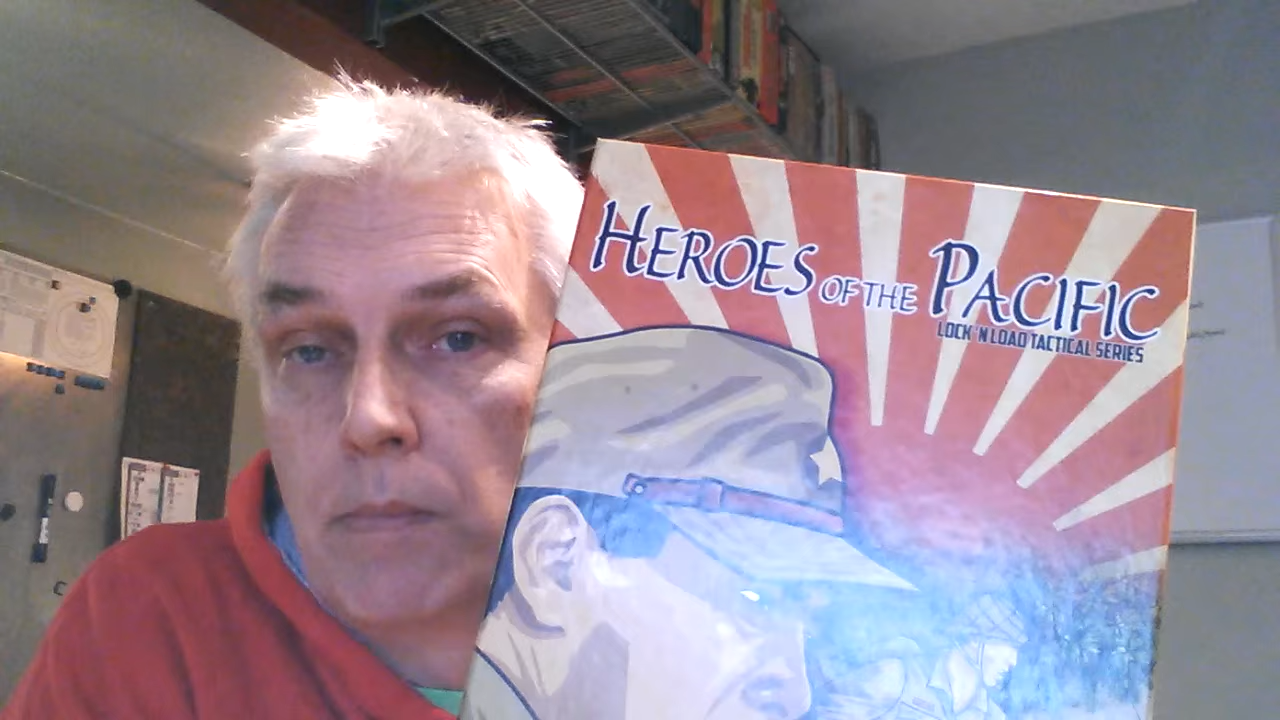 HEROES OF THE PACIFIC
LOCK 'N LOAD TACTICAL SERIES